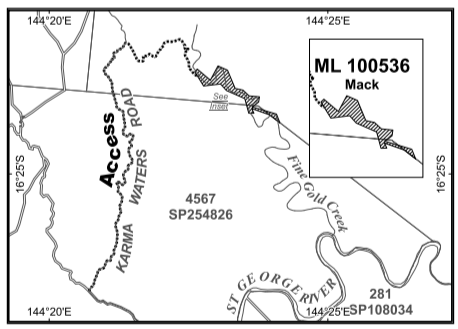 144°20'E
144°25'E
ML 100536
Mack
See
Inset
Access
KARMA WATERS ROAD
16°25'S
16°25'S
4567
SP254826
Fine Gold Creek
ST GEORGE RIVER
281
SP108034
144°20'E
144°25'E